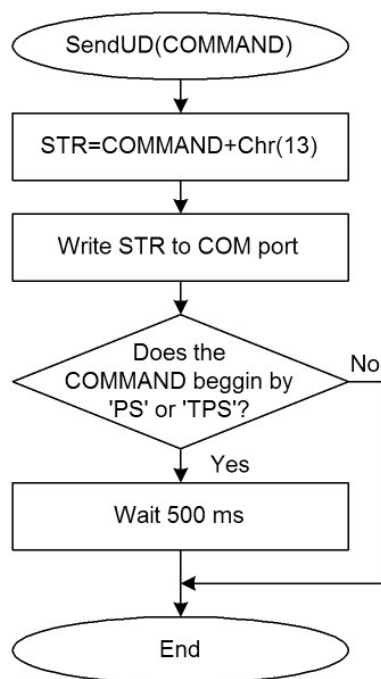 SendUD(COMMAND)
STR=COMMAND+Chr(13)
Write STR to COM port
Does the
COMMAND beggin by
'PS' or 'TPS'?
No
Yes
Wait 500 ms
End